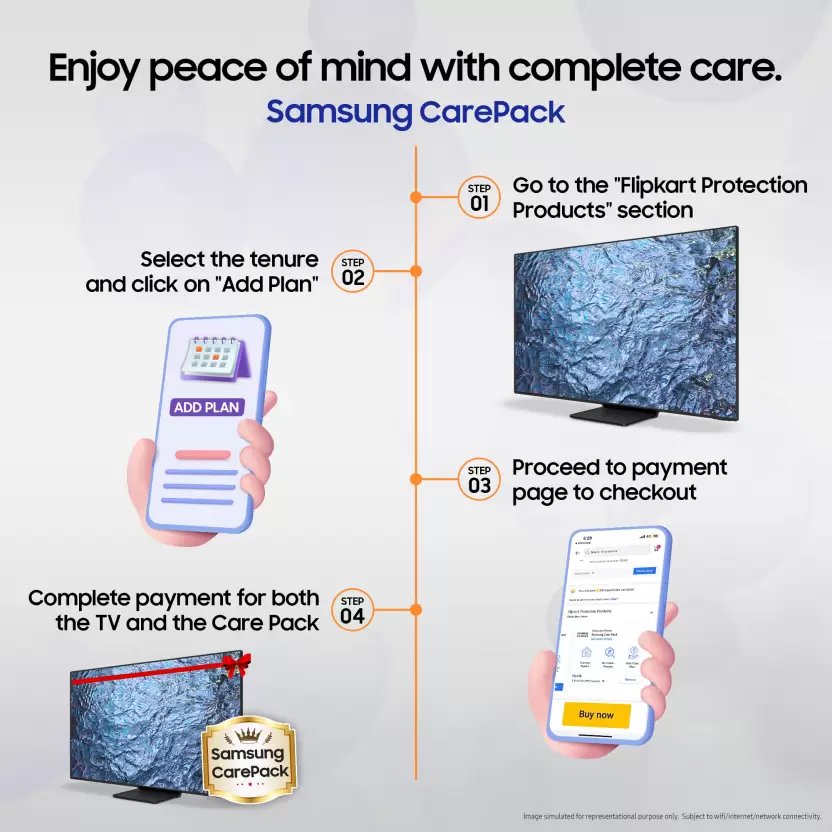 Enjoy peace of mind with complete care.
Samsung CarePack
STEP
01
Go to the "Flipkart Protection
Products" section
Select the tenure
and click on "Add Plan"
STEP
02
ADD PLAN
STEP
03
Proceed to payment
page to checkout
Complete payment for both
the TV and the Care Pack
STEP
04
6:29
Buy now
Samsung
CarePack
Image simulated for representational purpose only. Subject to wifi/internet/network connectivity.